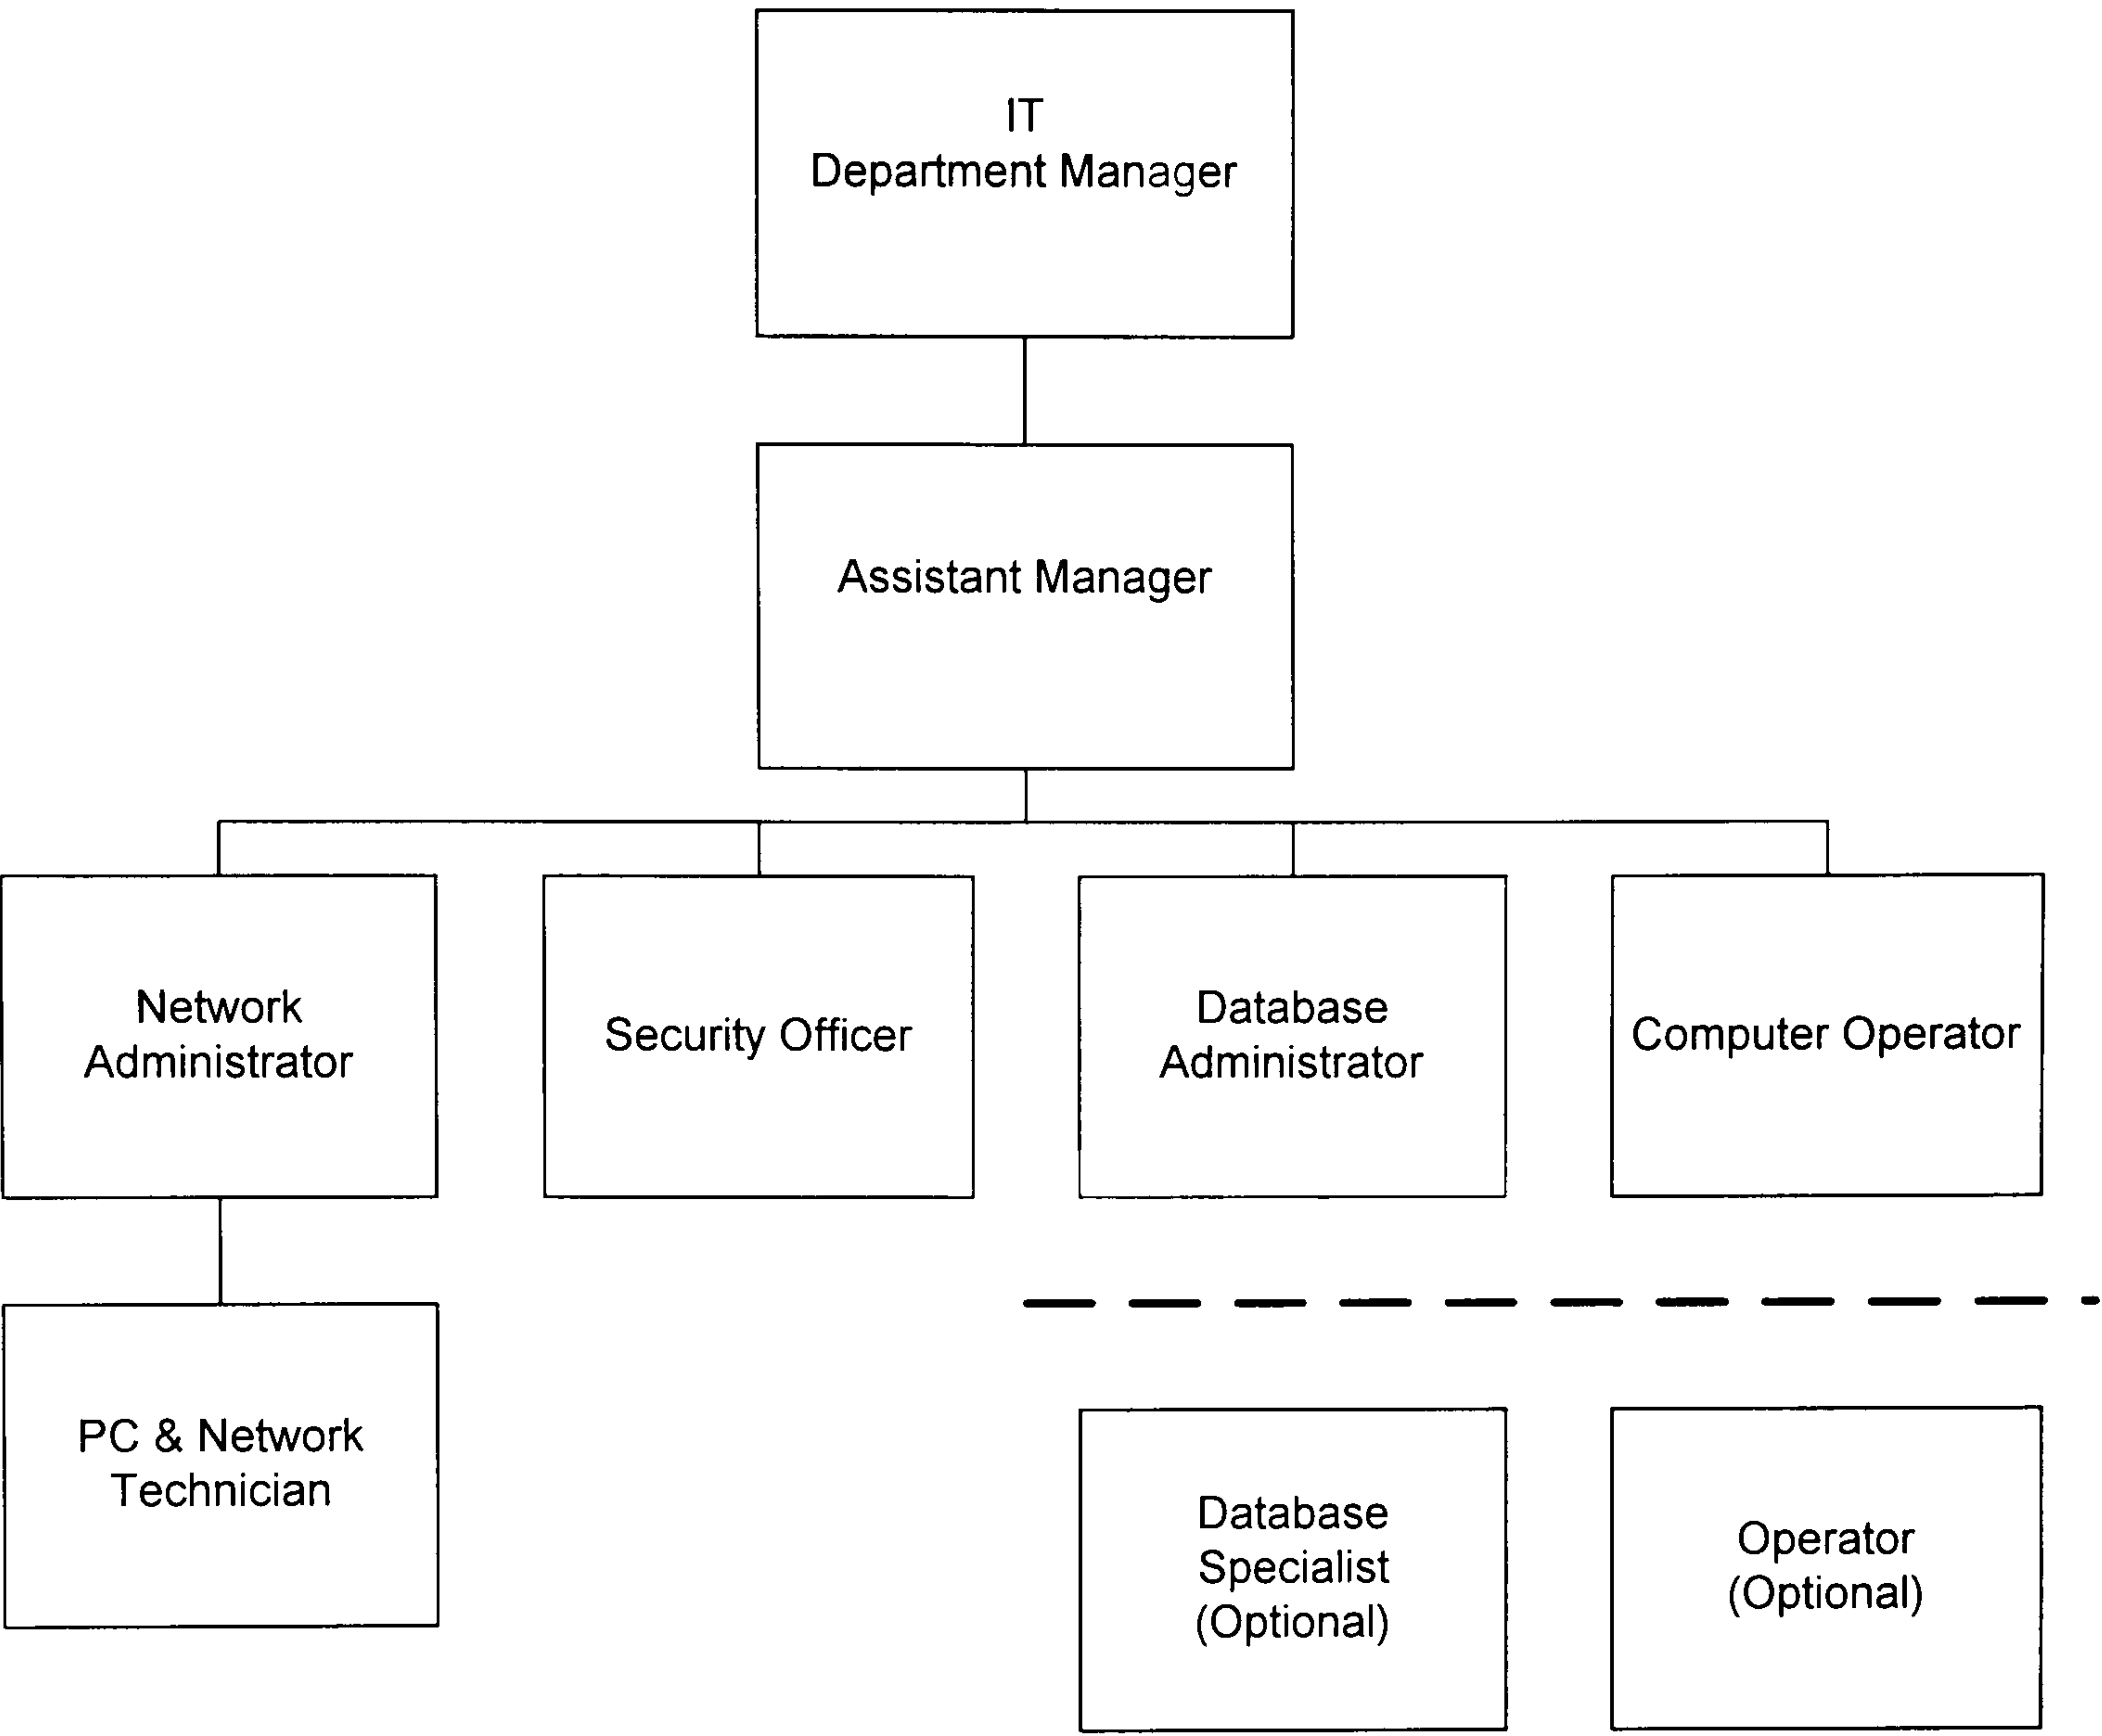 IT
Department Manager
Assistant Manager
Network
Administrator
Security Officer
Database
Administrator
Computer Operator
PC & Network
Technician
Database
Specialist
(Optional)
Operator
(Optional)